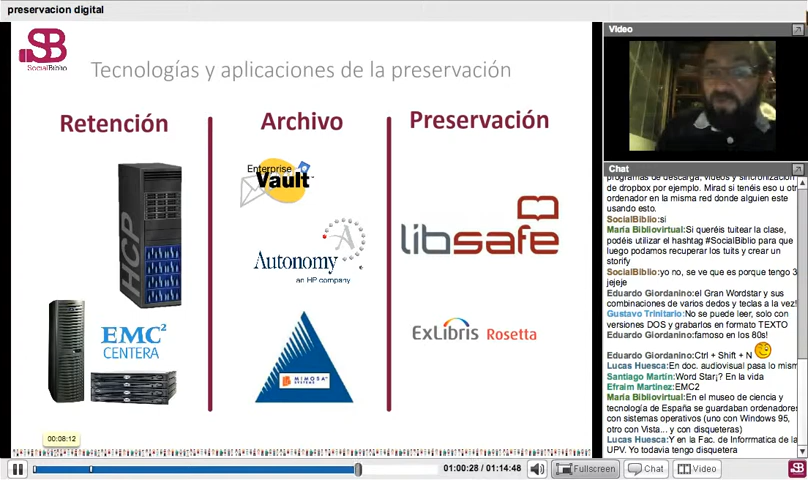 preservacion digital
SB
SocialBiblio
Tecnologías y aplicaciones de la preservación
Retención
Archivo
Preservación
HCP
EMC²
CENTERA
Enterprise
Vault
Autonomy
an HP company
MIMOSA
SYSTEMS
libsafe
ExLibris Rosetta
00:08:12
Video
Chat
programas de descarga, videos y sincronización
de dropbox por ejemplo. Mirad si tenéis eso u otr
ordenador en la misma red donde alguien este
usando esto.
SocialBiblio:si
Maria Bibliovirtual:Si queréis tuitear la clase,
podéis utilizar el hashtag #SocialBiblio para que
luego podamos recuperar los tuits y crear un
storify
SocialBiblio:yo no, se ve que es porque tengo 3
jejeje
Eduardo Giordanino:el Gran Wordstar y sus
combinaciones de varios dedos y teclas a la vez!
Gustavo Trinitario:No se puede leer, solo con
versiones DOS y grabarlos en formato TEXTO
Eduardo Giordanino:famoso en los 80s!
Eduardo Giordanino:Ctrl + Shift + N
Lucas Huesca:En doc. audiovisual pasa lo mism
Santiago Martín:Word Star¡? En la vida
Efraim Martinez:EMC2
Maria Bibliovirtual:En el museo de ciencia y
tecnología de España se guardaban ordenadores
con sistemas operativos (uno con Windows 95,
otro con Vista... y con disqueteras)
Lucas Huesca:Y en la Fac. de Informatica de la
UPV. Yo todavia tengo disquetera
01:00:28 / 01:14:48
Fullscreen
Chat
Video
SB